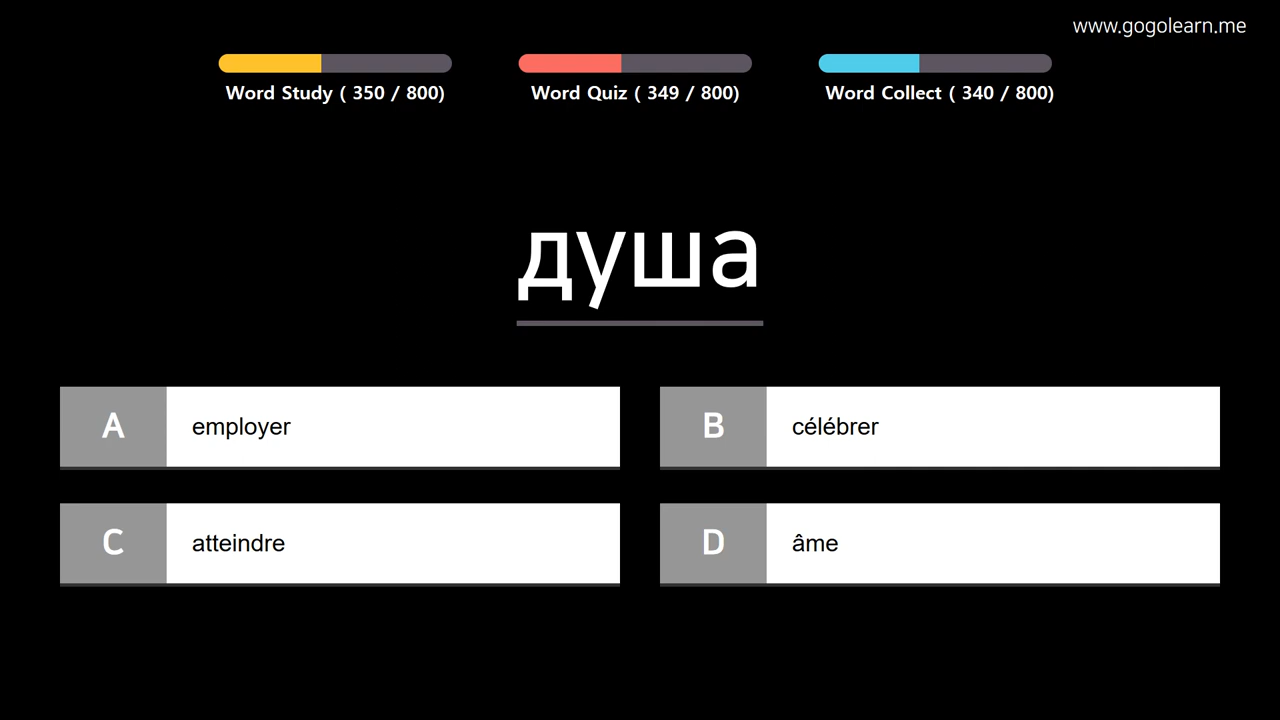 www.gogolearn.me
Word Study ( 350 / 800)
Word Quiz ( 349 / 800)
Word Collect ( 340 / 800)
душа
A employer
B célébrer
C atteindre
D âme